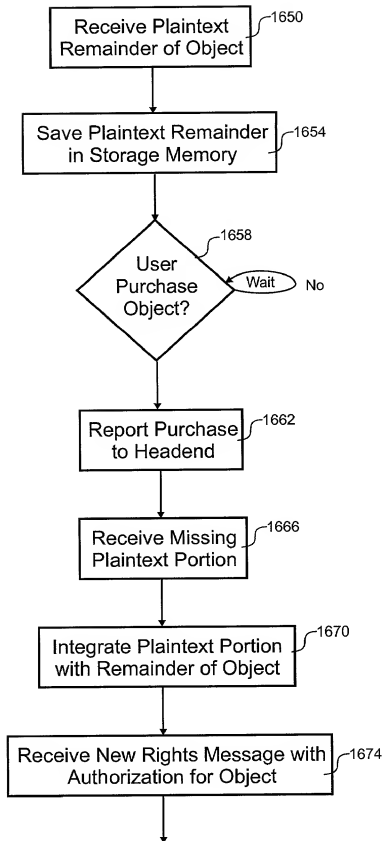 Receive Plaintext
Remainder of Object
1650
Save Plaintext Remainder
in Storage Memory
1654
1658
User
Purchase
Object?
Wait
No
Report Purchase
to Headend
1662
Receive Missing
Plaintext Portion
1666
Integrate Plaintext Portion
with Remainder of Object
1670
Receive New Rights Message with
Authorization for Object
1674